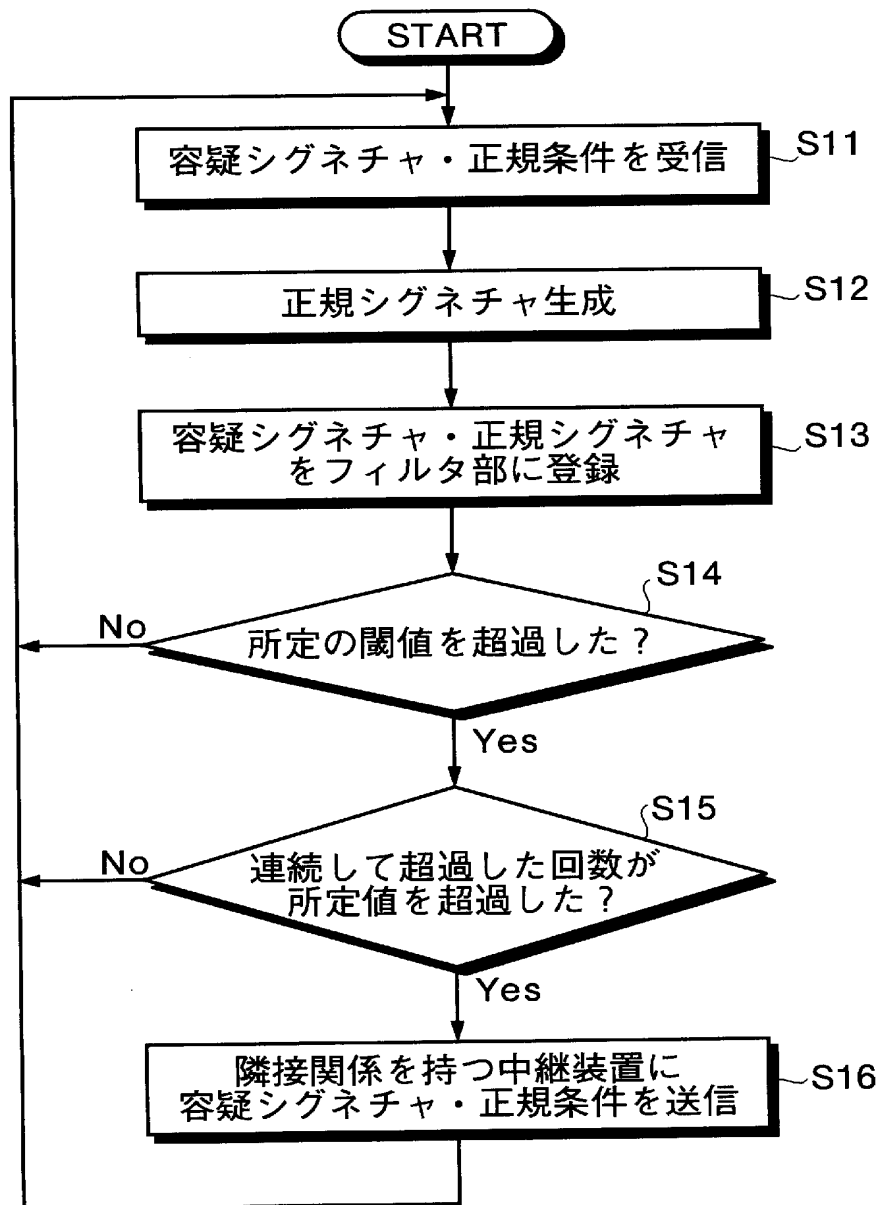 START
容疑シグネチャ・正規条件を受信
S11
正規シグネチャ生成
S12
容疑シグネチャ・正規シグネチャ
をフィルタ部に登録
S13
所定の閾値を超過した?
S14
No
Yes
連続して超過した回数が
所定値を超過した?
S15
No
Yes
隣接関係を持つ中継装置に
容疑シグネチャ・正規条件を送信
S16